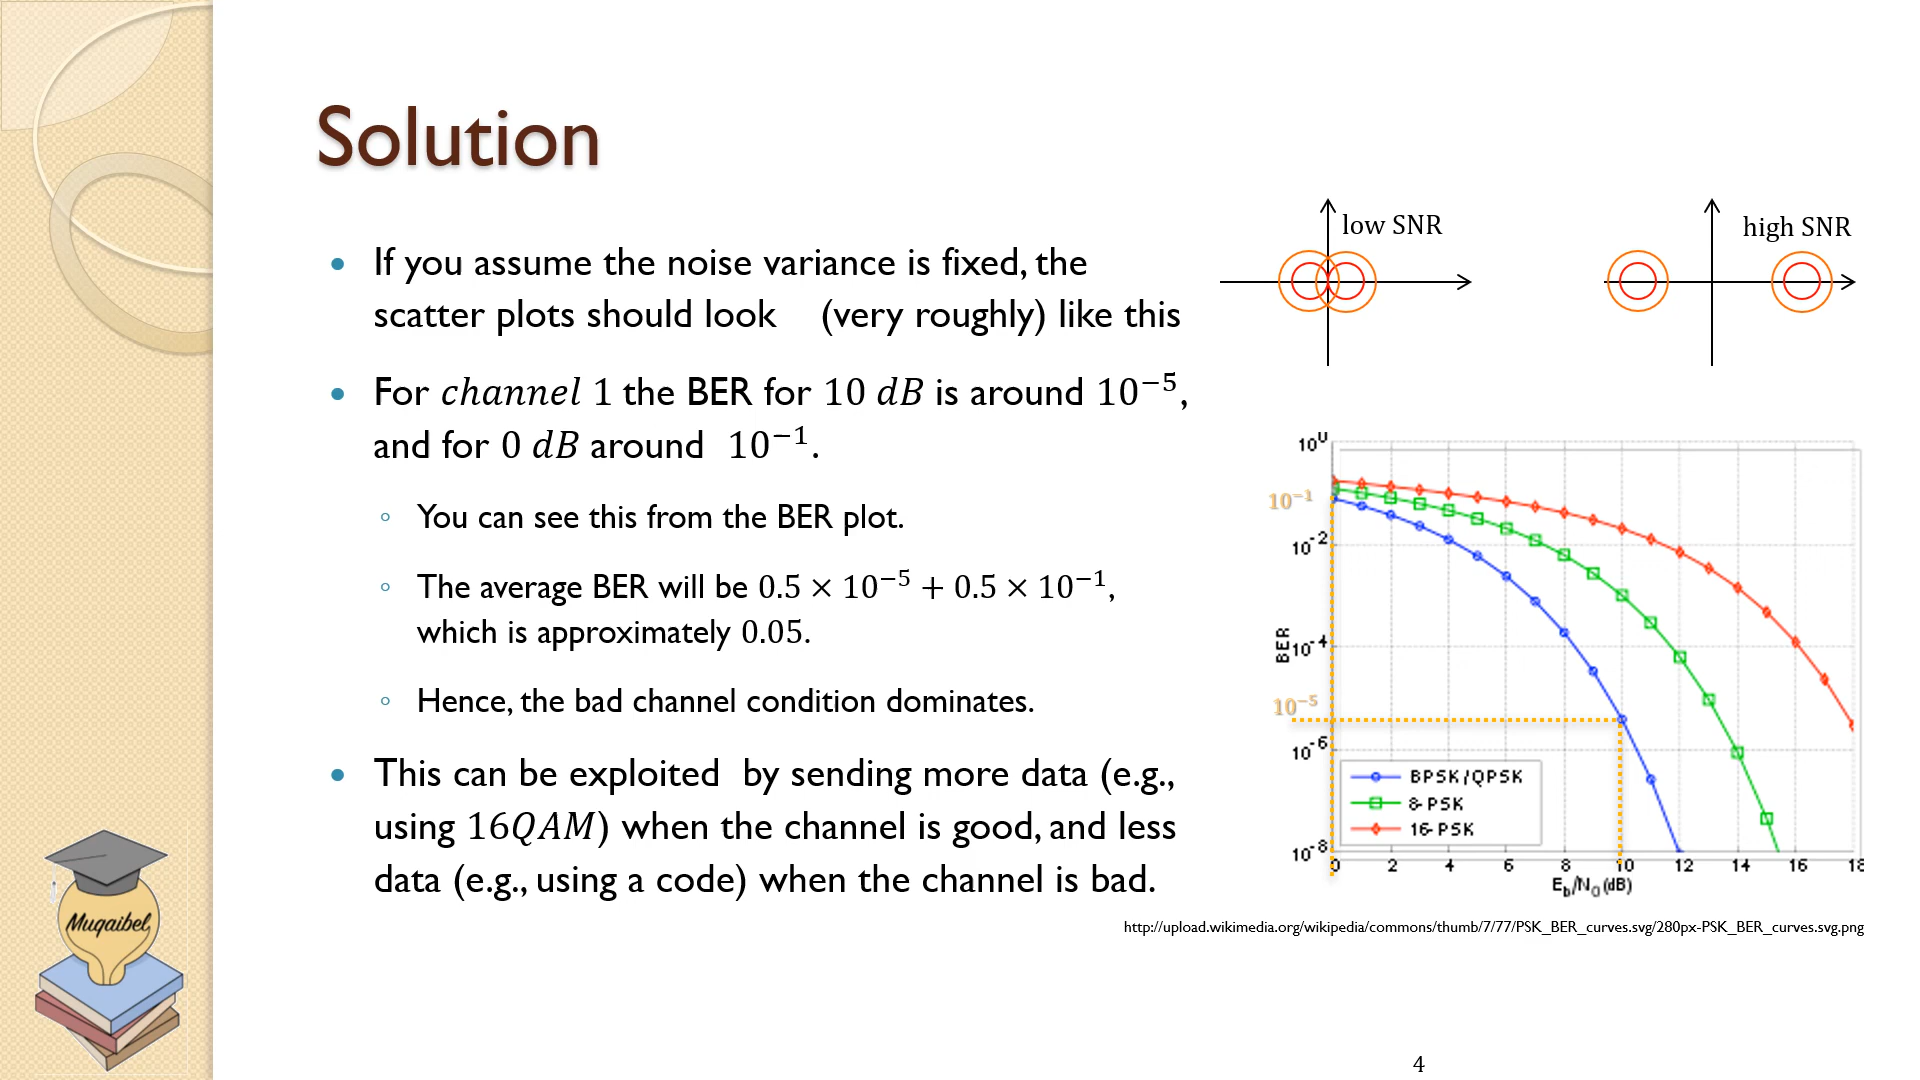 Solution
• If you assume the noise variance is fixed, the
scatter plots should look (very roughly) like this
• For channel 1 the BER for 10 dB is around 10⁻⁵,
and for 0 dB around 10⁻¹.
◦ You can see this from the BER plot.
◦ The average BER will be 0.5 × 10⁻⁵ + 0.5 × 10⁻¹,
which is approximately 0.05.
◦ Hence, the bad channel condition dominates.
• This can be exploited by sending more data (e.g.,
using 16QAM) when the channel is good, and less
data (e.g., using a code) when the channel is bad.
low SNR
high SNR
10⁰
10⁻¹
10⁻²
BER
10⁻⁴
10⁻⁵
10⁻⁶
10⁻⁸
BPSK/QPSK
8-PSK
16-PSK
0 2 4 6 8 10 12 14 16 18
E_b/N_0 (dB)
http://upload.wikimedia.org/wikipedia/commons/thumb/7/77/PSK_BER_curves.svg/280px-PSK_BER_curves.svg.png
Muqaibel
4